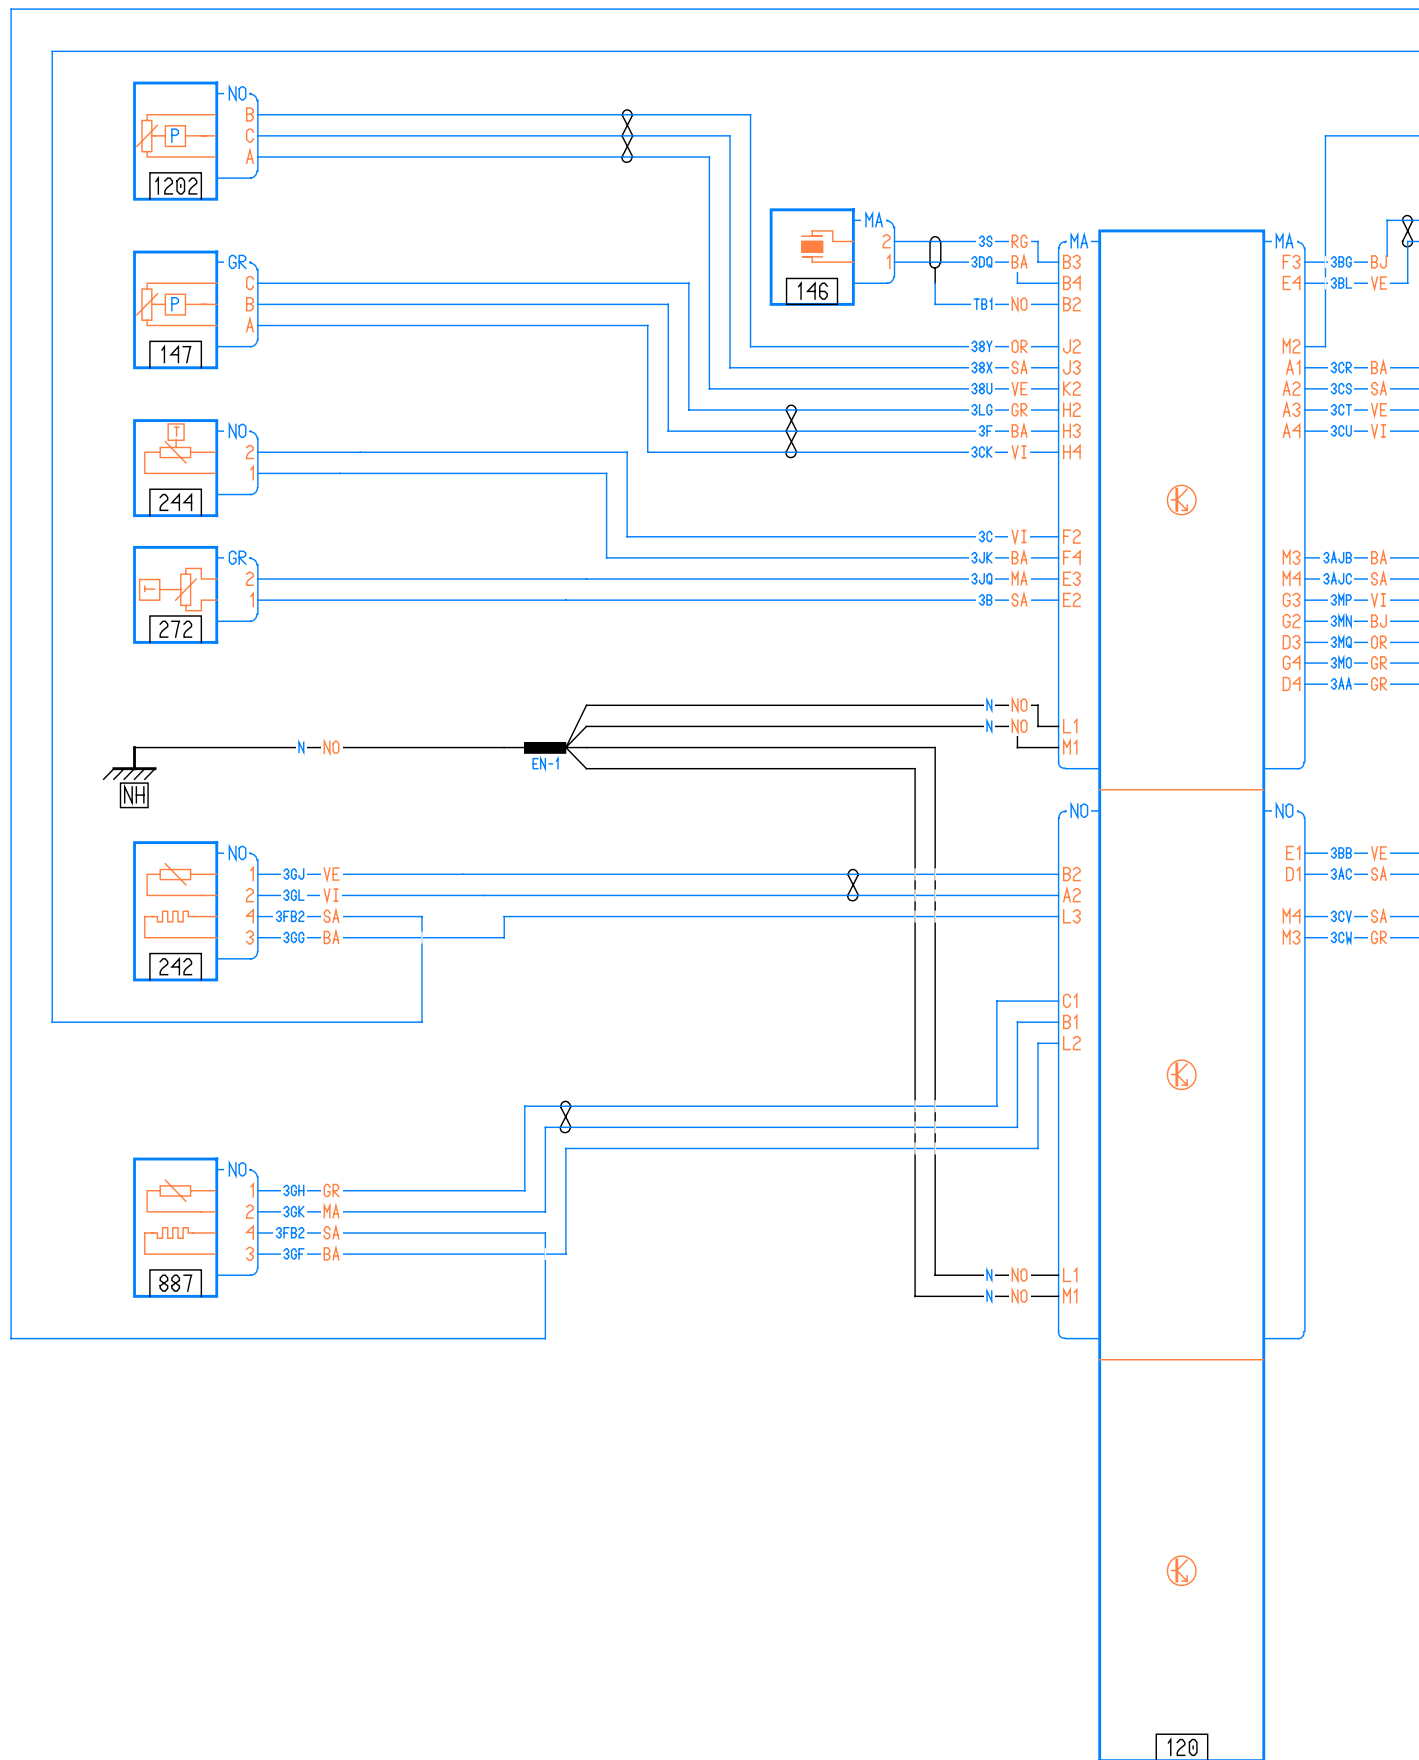 NO
B
P C
A
1202
MA
2 3S RG MA MA
1 3DQ BA B3 F3 3BG BJ
B4 E4 3BL VE
146
TB1 NO B2
GR
C
P B
A
147
38Y OR J2 M2
38X SA J3 A1 3CR BA
38U VE K2 A2 3CS SA
3LG GR H2 A3 3CT VE
3F BA H3 A4 3CU VI
3CK VI H4
T NO
2
1
244
3C VI F2
GR 3JK BA F4 M3 3AJB BA
T 2 3JQ MA E3 M4 3AJC SA
1 3B SA E2 G3 3MP VI
272
G2 3MN BJ
D3 3MQ OR
G4 3MO GR
D4 3AA GR
N NO
N NO L1
N NO M1
EN-1
NH
NO NO
NO E1 3BB VE
1 3GJ VE B2 D1 3AC SA
2 3GL VI A2
4 3FB2 SA L3 M4 3CV SA
3 3GG BA M3 3CW GR
242
C1
B1
L2
NO
1 3GH GR
2 3GK MA
4 3FB2 SA
3 3GF BA
887
N NO L1
N NO M1
120